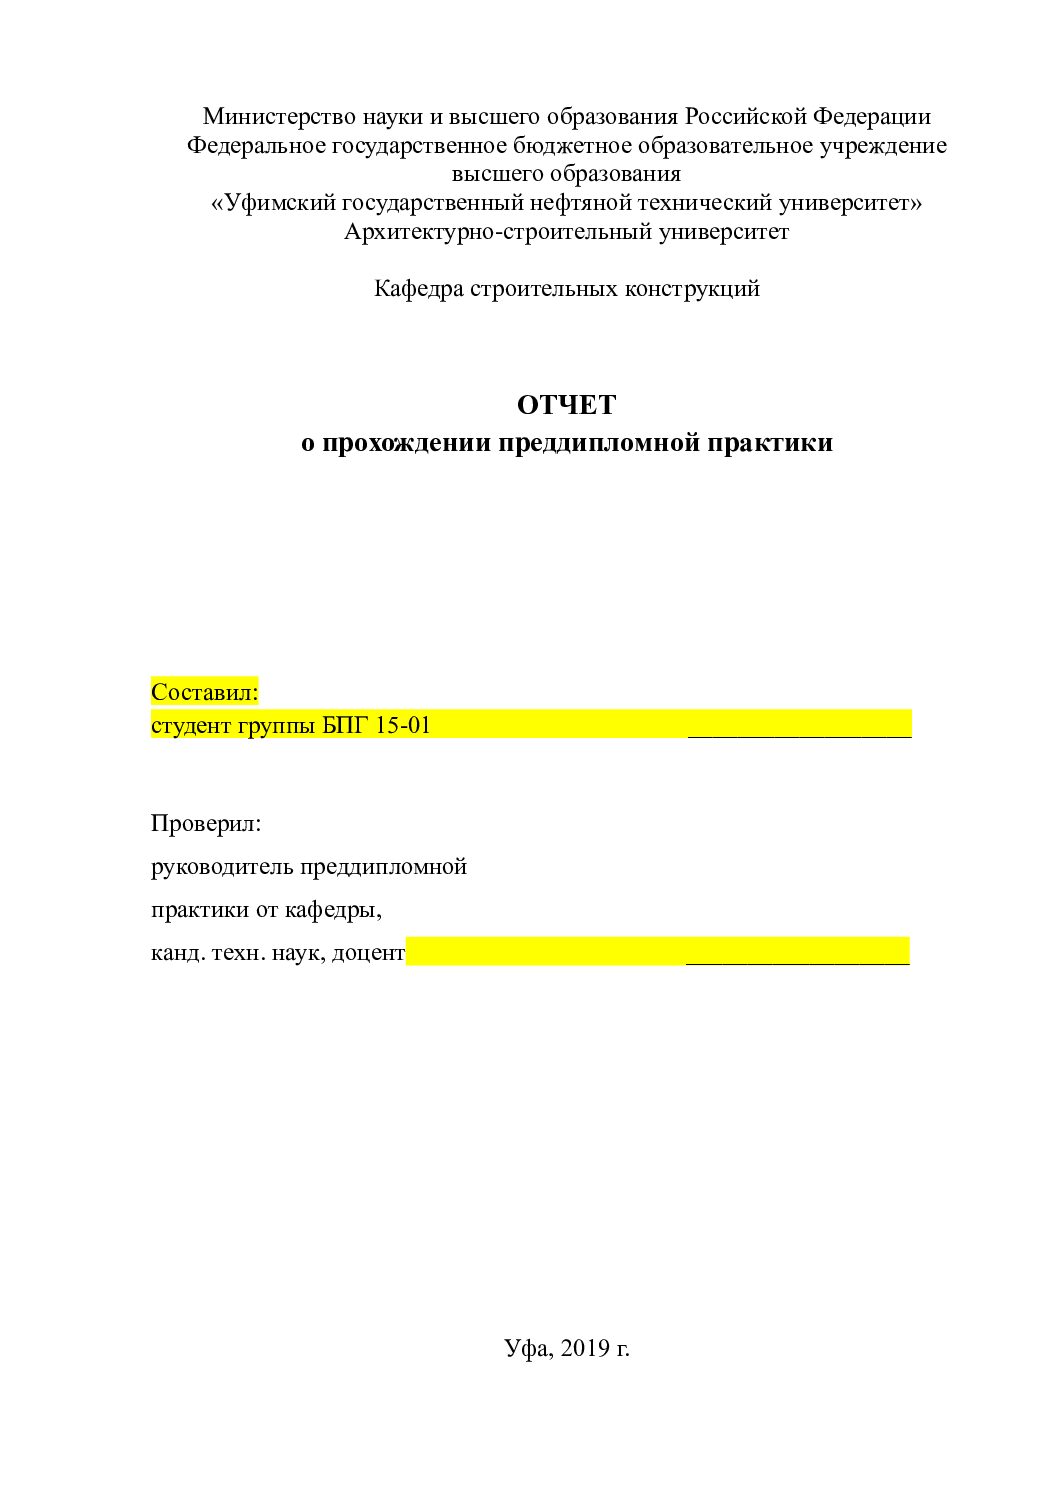 Министерство науки и высшего образования Российской Федерации
Федеральное государственное бюджетное образовательное учреждение
высшего образования
«Уфимский государственный нефтяной технический университет»
Архитектурно-строительный университет
Кафедра строительных конструкций
ОТЧЕТ
о прохождении преддипломной практики
Составил:
студент группы БПГ 15-01 __________________
Проверил:
руководитель преддипломной
практики от кафедры,
канд. техн. наук, доцент __________________
Уфа, 2019 г.